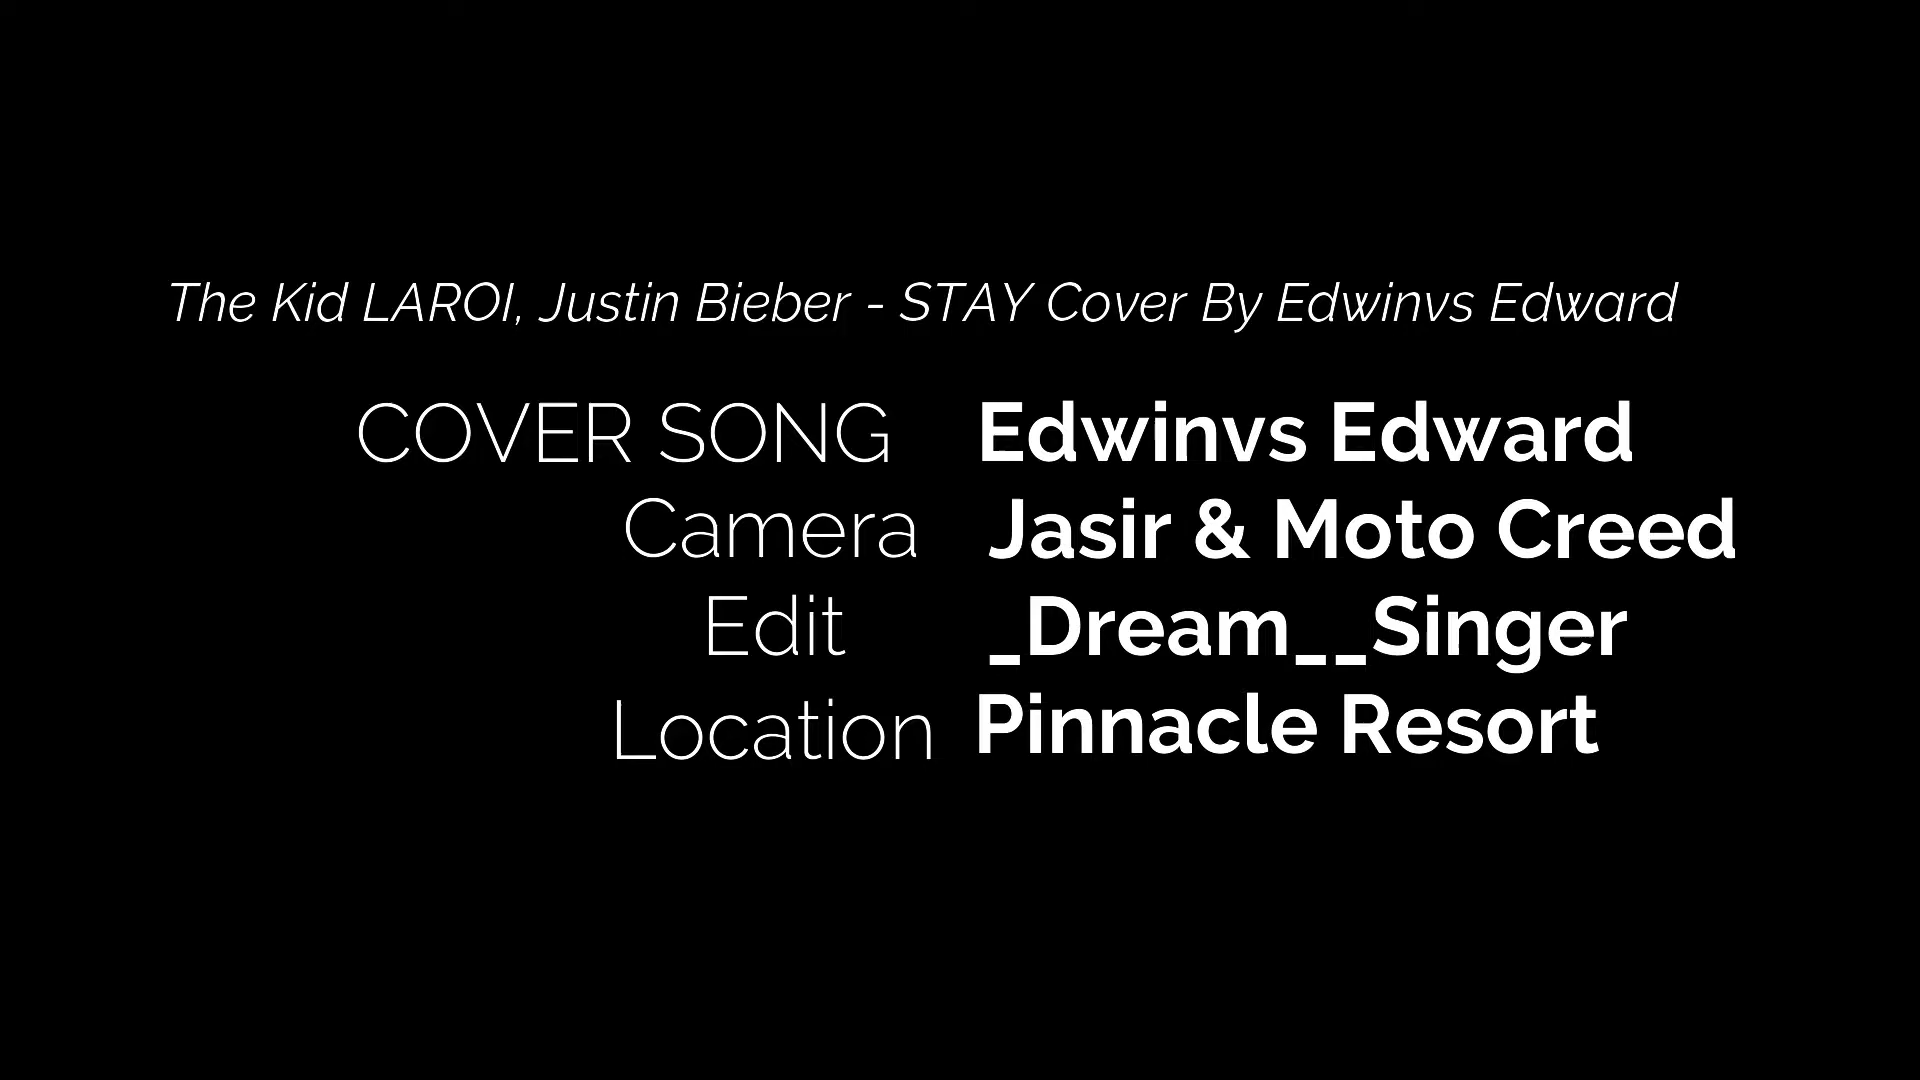 The Kid LAROI, Justin Bieber - STAY Cover By Edwinvs Edward
COVER SONG Edwinvs Edward
Camera Jasir & Moto Creed
Edit _Dream__Singer
Location Pinnacle Resort